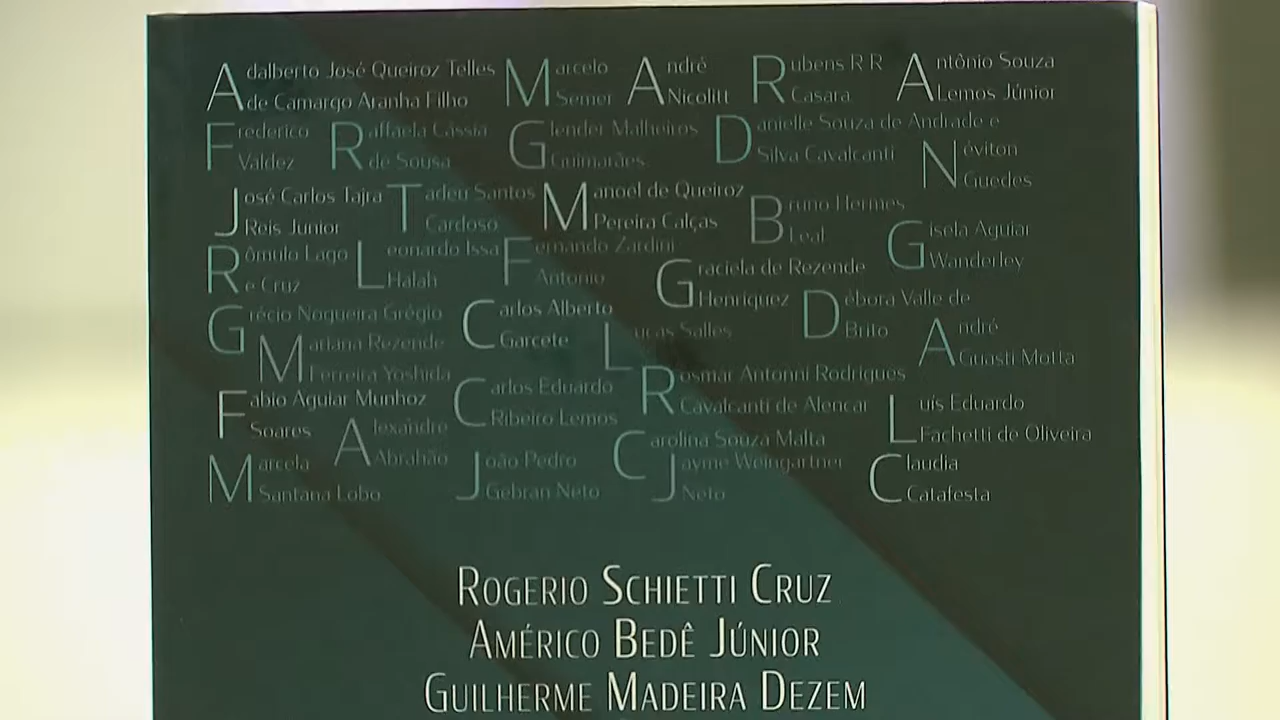 Adalberto José Queiroz Telles
de Camargo Aranha Filho
Marcelo
Semer
André
Nicolitt
Rubens R R
Casara
Antônio Souza
Lemos Júnior
Frederico
Valdez
Raffaela Cássia
de Sousa
Glender Malheiros
Guimarães
Danielle Souza de Andrade e
Silva Cavalcanti
Néviton
Guedes
José Carlos Tajra
Reis Junior
Tadeu Santos
Cardoso
Manoel de Queiroz
Pereira Calças
Bruno Hermes
Leal
Gisela Aguiar
Wanderley
Rômulo Lago
e Cruz
Leonardo Issa
Halah
Fernando Zardini
Antonio
Graciela de Rezende
Henriquez
Débora Valle de
Brito
Grécio Nogueira Grégio
Mariana Rezende
Ferreira Yoshida
Carlos Alberto
Garcete
Lucas Salles
André
Guasti Motta
Fabio Aguiar Munhoz
Soares
Alexandre
Abrahão
Carlos Eduardo
Ribeiro Lemos
Rosmar Antonni Rodrigues
Cavalcanti de Alencar
Luís Eduardo
Fachetti de Oliveira
Marcela
Santana Lobo
João Pedro
Gebran Neto
Carolina Souza Malta
Jayme Weingartner
Neto
Claudia
Catafesta
ROGERIO SCHIETTI CRUZ
AMÉRICO BEDÊ JÚNIOR
GUILHERME MADEIRA DEZEM